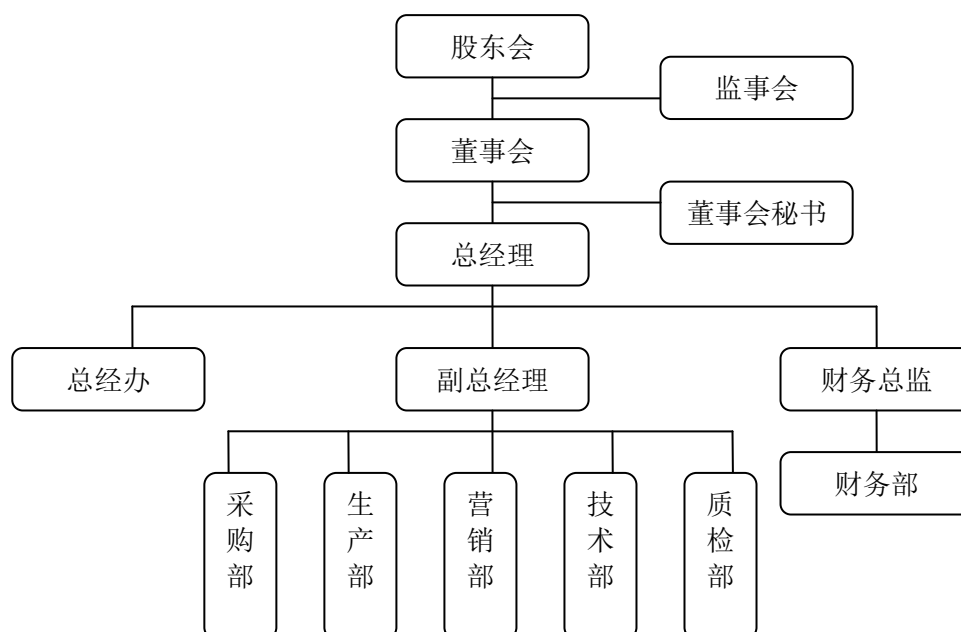 股东会
监事会
董事会
董事会秘书
总经理
总经办
副总经理
财务总监
采购部
生产部
营销部
技术部
质检部
财务部